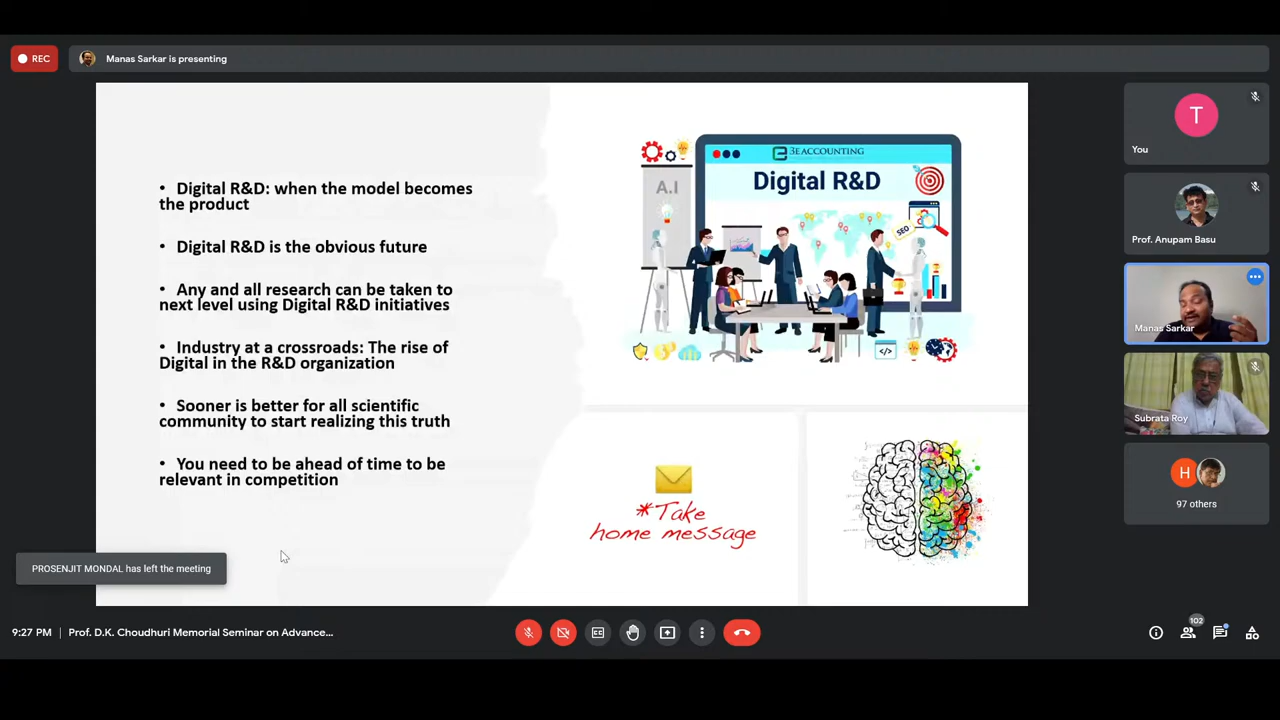 REC
Manas Sarkar is presenting
• Digital R&D: when the model becomes
the product
• Digital R&D is the obvious future
• Any and all research can be taken to
next level using Digital R&D initiatives
• Industry at a crossroads: The rise of
Digital in the R&D organization
• Sooner is better for all scientific
community to start realizing this truth
• You need to be ahead of time to be
relevant in competition
3E ACCOUNTING
Digital R&D
A.I
SEO
</>
*Take
home message
T
You
Prof. Anupam Basu
Manas Sarkar
Subrata Roy
H
97 others
PROSENJIT MONDAL has left the meeting
9:27 PM | Prof. D.K. Choudhuri Memorial Seminar on Advance...
102